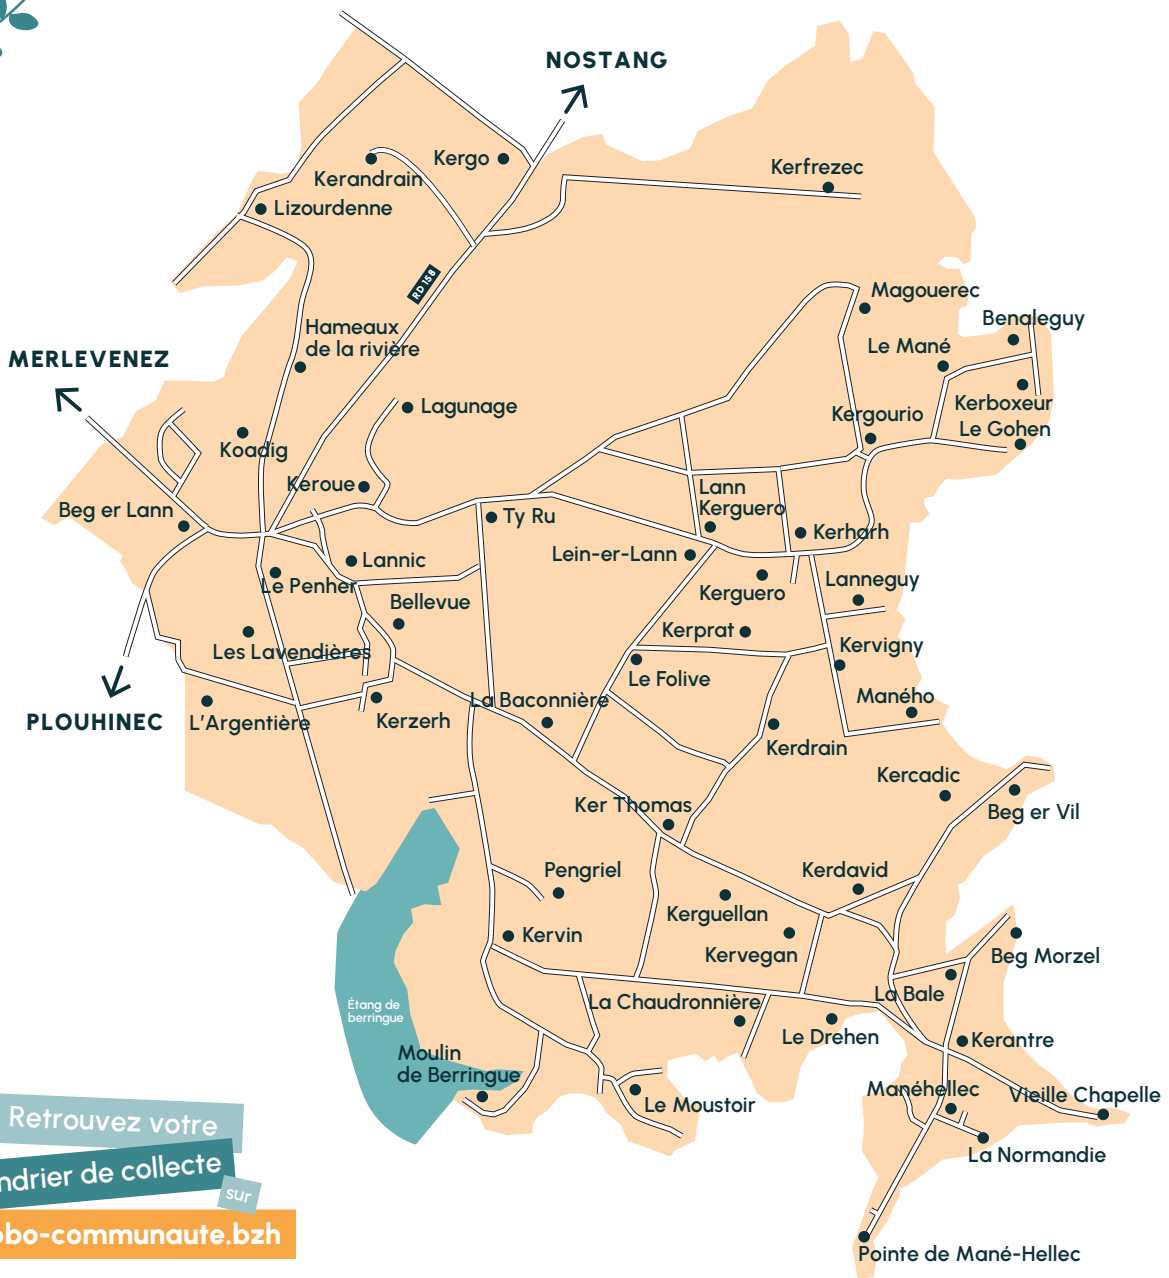 NOSTANG
Kergo
Kerandrain
Kerfrezec
Lizourdenne
RD 158
Magouerec
Benaleguy
Hameaux
de la rivière
Le Mané
MERLEVENEZ
Kerboxeur
Lagunage
Kergourio
Le Gohen
Koadig
Keroue
Lann
Kerguero
Beg er Lann
Ty Ru
Kerharh
Lein-er-Lann
Lannic
Le Penher
Lanneguy
Kerguero
Bellevue
Kerprat
Kervigny
Les Lavendières
Le Folive
Maného
La Baconnière
PLOUHINEC
L'Argentière
Kerzerh
Kerdrain
Kercadic
Ker Thomas
Beg er Vil
Pengriel
Kerdavid
Kerguellan
Kervin
Kervegan
Beg Morzel
La Bale
La Chaudronnière
Étang de
berringue
Le Drehen
Kerantre
Moulin
de Berringue
Manéhellec
Vieille Chapelle
Le Moustoir
Retrouvez votre
La Normandie
ndrier de collecte
sur
bbo-communaute.bzh
Pointe de Mané-Hellec